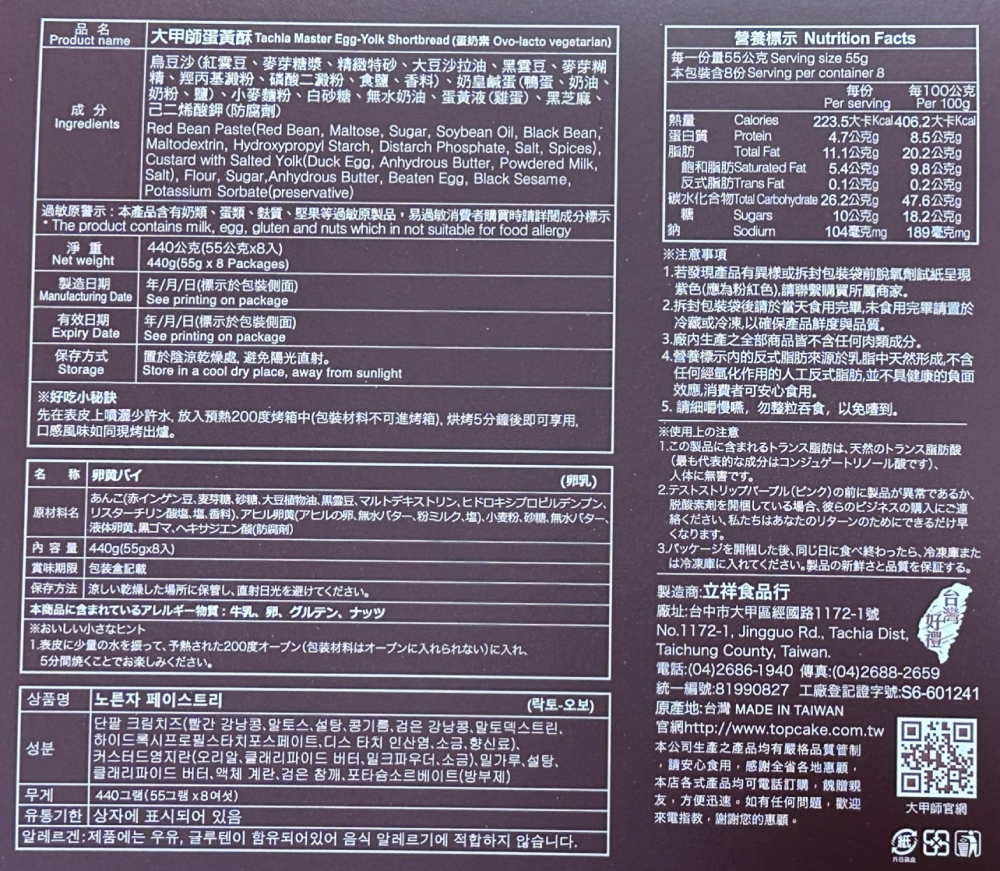 品 名
Product name
大甲師蛋黃酥 Tachia Master Egg-Yolk Shortbread (蛋奶素 Ovo-lacto vegetarian)
成 分
Ingredients
烏豆沙(紅雲豆、麥芽糖漿、精緻特砂、大豆沙拉油、黑雲豆、麥芽糊
精、羥丙基澱粉、磷酸二澱粉、食鹽、香料)、奶皇鹹蛋(鴨蛋、奶油、
奶粉、鹽)、小麥麵粉、白砂糖、無水奶油、蛋黃液(雞蛋)、黑芝麻、
己二烯酸鉀(防腐劑)
Red Bean Paste(Red Bean, Maltose, Sugar, Soybean Oil, Black Bean,
Maltodextrin, Hydroxypropyl Starch, Distarch Phosphate, Salt, Spices),
Custard with Salted Yolk(Duck Egg, Anhydrous Butter, Powdered Milk,
Salt), Flour, Sugar,Anhydrous Butter, Beaten Egg, Black Sesame,
Potassium Sorbate(preservative)
過敏原警示：本產品含有奶類、蛋類、麩質、堅果等過敏原製品，易過敏消費者購買時請詳閱成分標示
* The product contains milk, egg, gluten and nuts which in not suitable for food allergy
淨 重
Net weight
440公克(55公克x8入)
440g(55g x 8 Packages)
製造日期
Manufacturing Date
年/月/日(標示於包裝側面)
See printing on package
有效日期
Expiry Date
年/月/日(標示於包裝側面)
See printing on package
保存方式
Storage
置於陰涼乾燥處, 避免陽光直射。
Store in a cool dry place, away from sunlight
※好吃小秘訣
先在表皮上噴灑少許水, 放入預熱200度烤箱中(包裝材料不可進烤箱), 烘烤5分鐘後即可享用,
口感風味如同現烤出爐。
名 称 卵黄パイ (卵乳)
原材料名
あんこ(赤インゲン豆、麦芽糖、砂糖、大豆植物油、黒雪豆、マルトデキストリン、ヒドロキシプロピルデンプン、
リスターチリン酸塩、塩、香料)、アヒル卵黄(アヒルの卵、無水バター、粉ミルク、塩)、小麦粉、砂糖、無水バター、
液体卵黄、黒ゴマ、ヘキサジエン酸(防腐劑)
内 容 量 440g(55gx8入)
賞味期限 包装盒記載
保存方法 涼しい乾燥した場所に保管し、直射日光を避けてください。
本商品に含まれているアレルギー物質：牛乳、卵、グルテン、ナッツ
※おいしい小さなヒント
1.表皮に少量の水を振って、予熱された200度オーブン(包装材料はオーブンに入れられない)に入れ、
5分間焼くことでお楽しみください。
상품명 노른자 페이스트리 (락토-오보)
성분
단팥 크림치즈(빨간 강낭콩,말토스,설탕,콩기름,검은 강낭콩,말토덱스트린,
하이드록시프로필스타치포스페이트,디스 타치 인산염,소금,향신료),
커스터드염지란(오리알,클래리파이드 버터,밀크파우더,소금),밀가루,설탕,
클래리파이드 버터,액체 계란,검은 참깨,포타슘소르베이트(방부제)
무게 440그램(55그램 x8여섯)
유통기한 상자에 표시되어 있음
알레르겐:제품에는 우유, 글루텐이 함유되어있어 음식 알레르기에 적합하지 않습니다.
營養標示 Nutrition Facts
每一份量55公克 Serving size 55g
本包裝含8份 Serving per container 8
每份 每100公克
Per serving Per 100g
熱量 Calories 223.5大卡Kcal 406.2大卡Kcal
蛋白質 Protein 4.7公克g 8.5公克g
脂肪 Total Fat 11.1公克g 20.2公克g
飽和脂肪Saturated Fat 5.4公克g 9.8公克g
反式脂肪Trans Fat 0.1公克g 0.2公克g
碳水化合物Total Carbohydrate 26.2公克g 47.6公克g
糖 Sugars 10公克g 18.2公克g
鈉 Sodium 104毫克mg 189毫克mg
※注意事項
1.若發現產品有異樣或拆封包裝袋前脫氧劑試紙呈現
紫色(應為粉紅色),請聯繫購買所屬商家。
2.拆封包裝袋後請於當天食用完畢,未食用完畢請置於
冷藏或冷凍,以確保產品鮮度與品質。
3.廠內生產之全部商品皆不含任何肉類成分。
4.營養標示內的反式脂肪來源於乳脂中天然形成,不含
任何經氫化作用的人工反式脂肪,並不具健康的負面
效應,消費者可安心食用。
5. 請細嚼慢嚥，勿整粒吞食，以免噎到。
※使用上の注意
1.この製品に含まれるトランス脂肪は、天然のトランス脂肪酸
(最も代表的な成分はコンジュゲートリノール酸です)、
人体に無害です。
2.テストストリップパープル(ピンク)の前に製品が異常であるか、
脱酸素剤を開梱している場合、彼らのビジネスの購入にご連
絡ください、私たちはあなたのリターンのためにできるだけ早
くなります。
3.パッケージを開梱した後、同じ日に食べ終わったら、冷凍庫また
は冷凍庫に入れてください。製品の新鮮さと品質を保証する。
製造商:立祥食品行
廠址:台中市大甲區經國路1172-1號
No.1172-1, Jingguo Rd., Tachia Dist,
Taichung County, Taiwan.
電話:(04)2686-1940 傳真:(04)2688-2659
統一編號:81990827 工廠登記證字號:S6-601241
原產地:台灣 MADE IN TAIWAN
官網http://www.topcake.com.tw
本公司生產之產品均有嚴格品質管制
，請安心食用，感謝全省各地惠顧，
本店各式產品均可電話訂購，餽贈親
友，方便迅速。如有任何問題，歡迎
來電指教，謝謝您的惠顧。
台灣
好禮
大甲師官網
紙